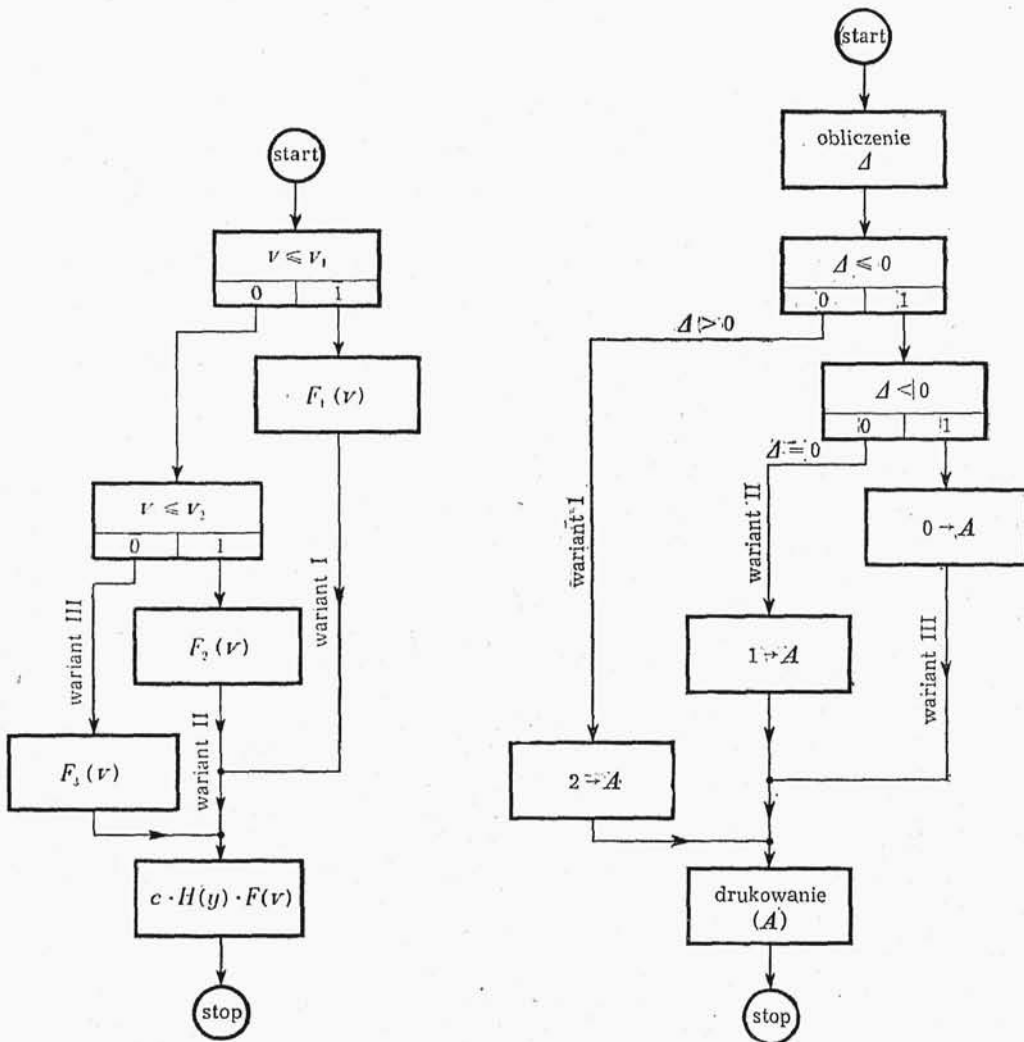 start
v ⩽ v₁
0 1
F₁ (v)
v ⩽ v₂
0 1
wariant III
F₂ (v)
wariant I
F₃ (v)
wariant II
c · H(y) · F(v)
stop
start
obliczenie
Δ
Δ ⩽ 0
0 1
Δ > 0
Δ < 0
0 1
Δ = 0
wariant I
wariant II
0 → A
1 → A
wariant III
2 → A
drukowanie
(A)
stop